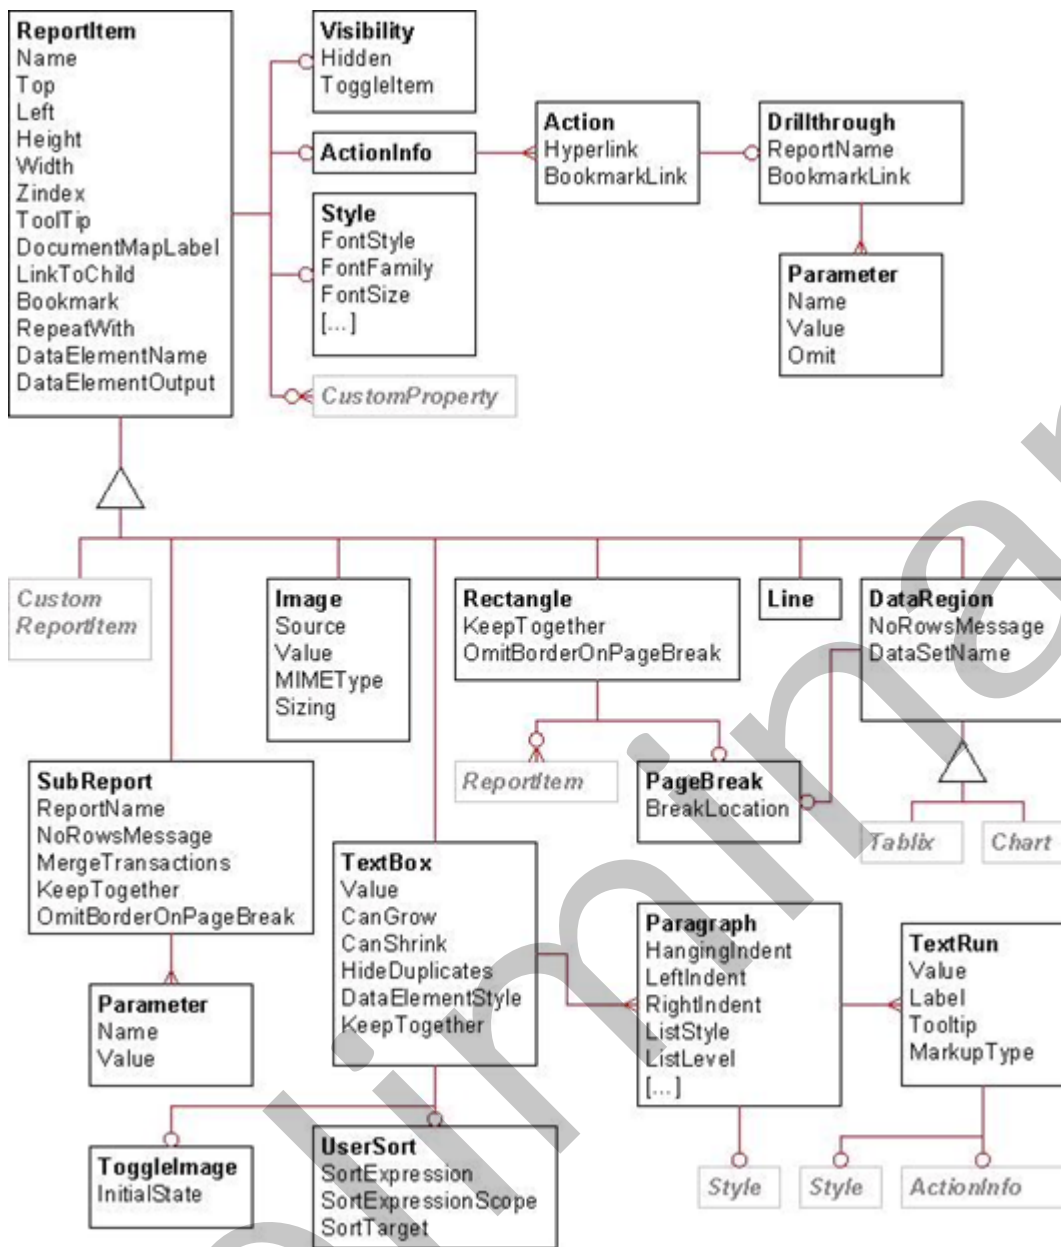 ReportItem
Name
Top
Left
Height
Width
Zindex
ToolTip
DocumentMapLabel
LinkToChild
Bookmark
RepeatWith
DataElementName
DataElementOutput
Visibility
Hidden
ToggleItem
ActionInfo
Style
FontStyle
FontFamily
FontSize
[...]
CustomProperty
Action
Hyperlink
BookmarkLink
Drillthrough
ReportName
BookmarkLink
Parameter
Name
Value
Omit
Custom
ReportItem
Image
Source
Value
MIMEType
Sizing
Rectangle
KeepTogether
OmitBorderOnPageBreak
Line
DataRegion
NoRowsMessage
DataSetName
SubReport
ReportName
NoRowsMessage
MergeTransactions
KeepTogether
OmitBorderOnPageBreak
ReportItem
PageBreak
BreakLocation
Tablix
Chart
TextBox
Value
CanGrow
CanShrink
HideDuplicates
DataElementStyle
KeepTogether
Paragraph
HangingIndent
LeftIndent
RightIndent
ListStyle
ListLevel
[...]
TextRun
Value
Label
Tooltip
MarkupType
Parameter
Name
Value
ToggleImage
InitialState
UserSort
SortExpression
SortExpressionScope
SortTarget
Style
Style
ActionInfo